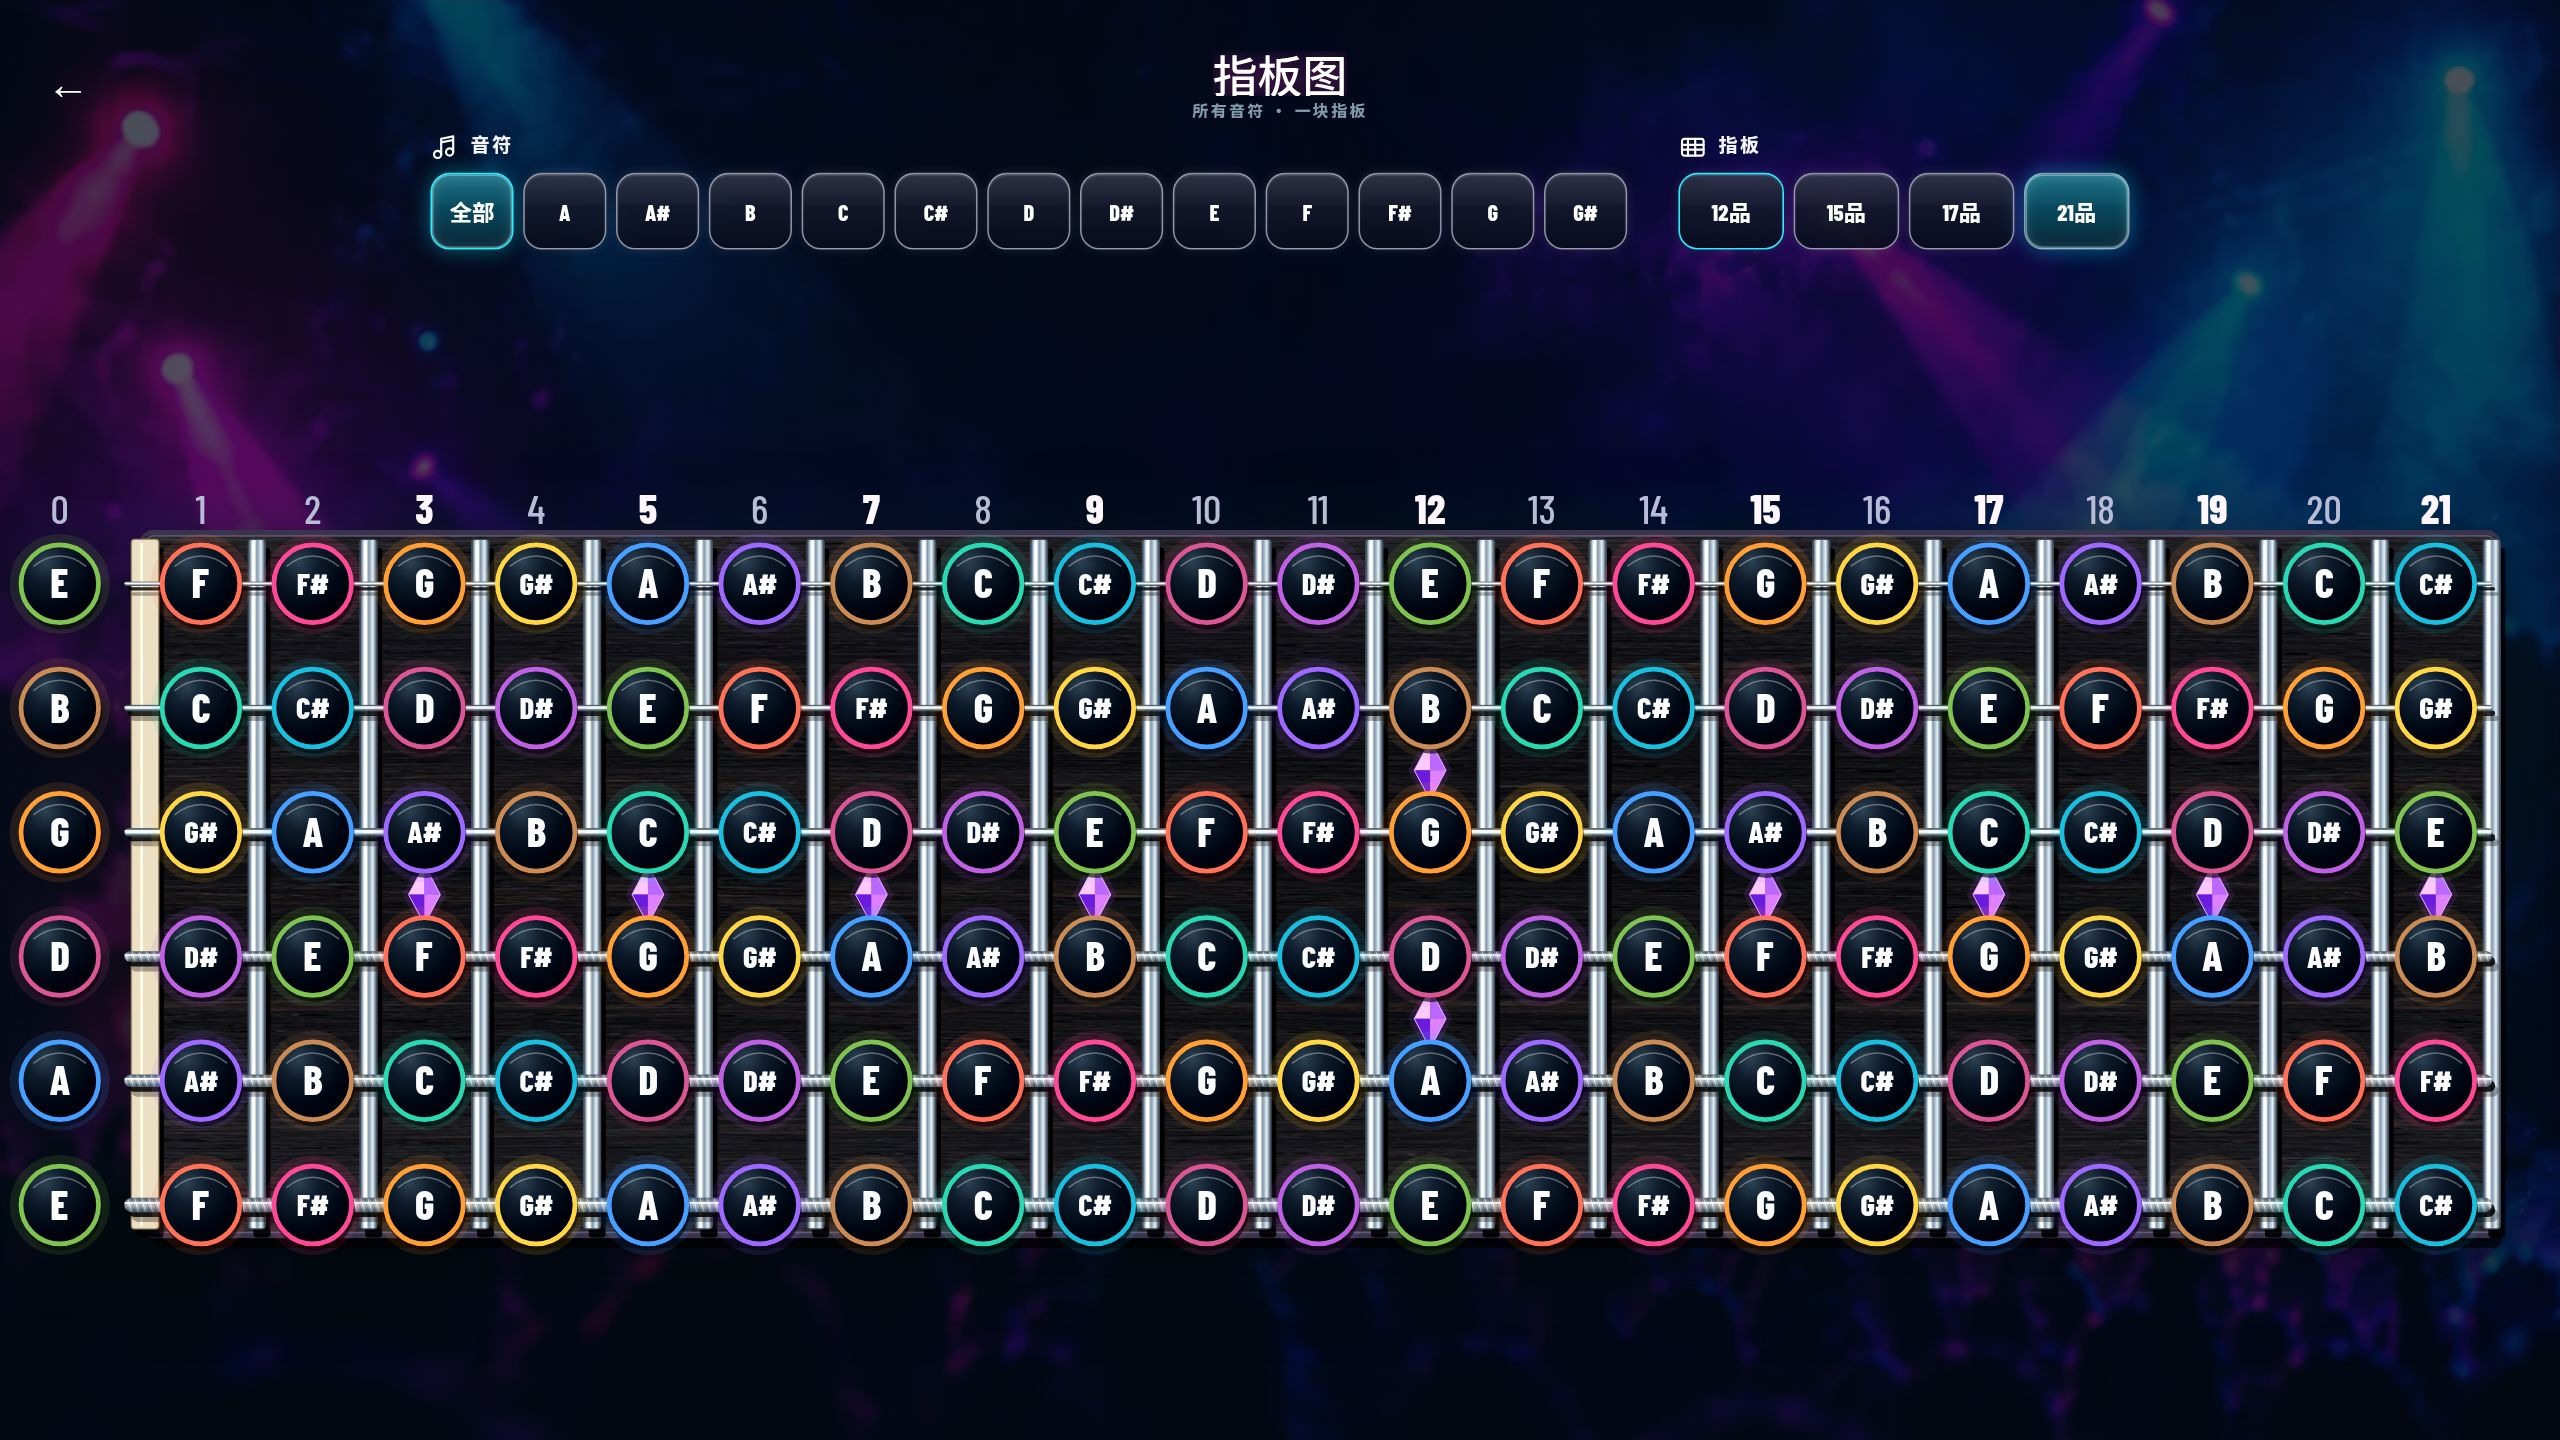 ←
指板图
所有音符 · 一块指板
音符
指板
全部 A A# B C C# D D# E F F# G G#
12品 15品 17品 21品
0 1 2 3 4 5 6 7 8 9 10 11 12 13 14 15 16 17 18 19 20 21
E F F# G G# A A# B C C# D D# E F F# G G# A A# B C C#
B C C# D D# E F F# G G# A A# B C C# D D# E F F# G G#
G G# A A# B C C# D D# E F F# G G# A A# B C C# D D# E
D D# E F F# G G# A A# B C C# D D# E F F# G G# A A# B
A A# B C C# D D# E F F# G G# A A# B C C# D D# E F F#
E F F# G G# A A# B C C# D D# E F F# G G# A A# B C C#